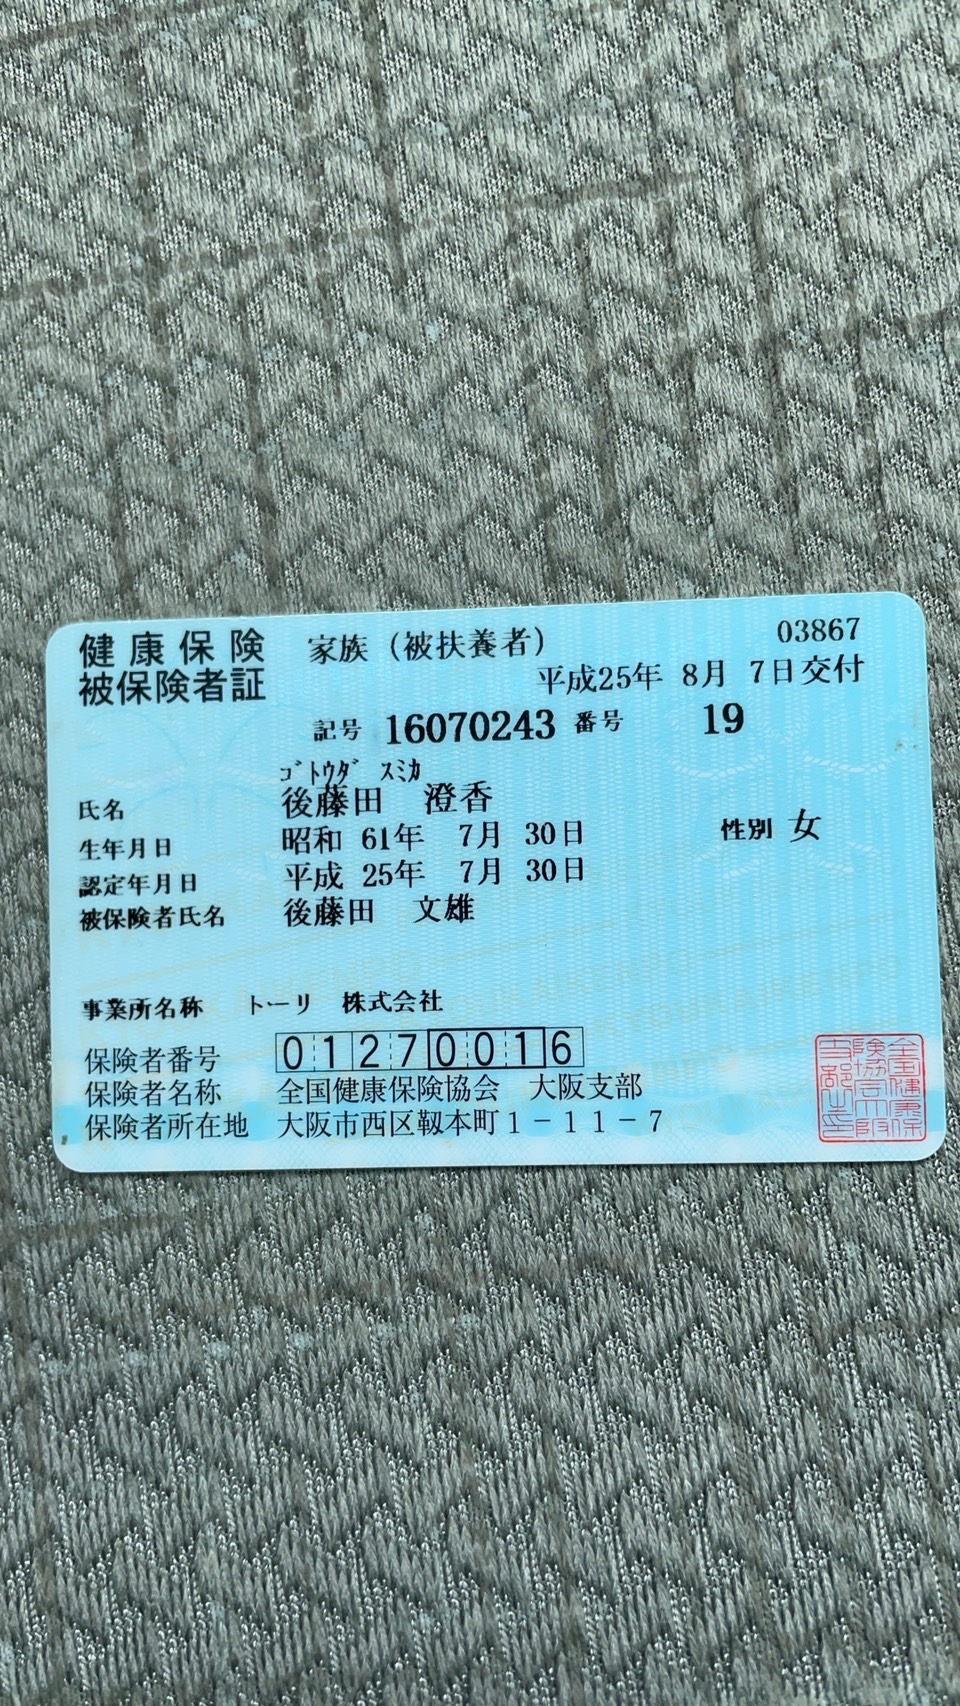 健康保険 家族（被扶養者） 03867
被保険者証 平成25年 8月 7日交付
記号 16070243 番号 19
ｺﾞﾄｳﾀﾞ ｽﾐｶ
氏名 後藤田 澄香
生年月日 昭和 61年 7月 30日 性別 女
認定年月日 平成 25年 7月 30日
被保険者氏名 後藤田 文雄
事業所名称 トーリ 株式会社
保険者番号 01270016
保険者名称 全国健康保険協会 大阪支部
保険者所在地 大阪市西区靱本町１－１１－７